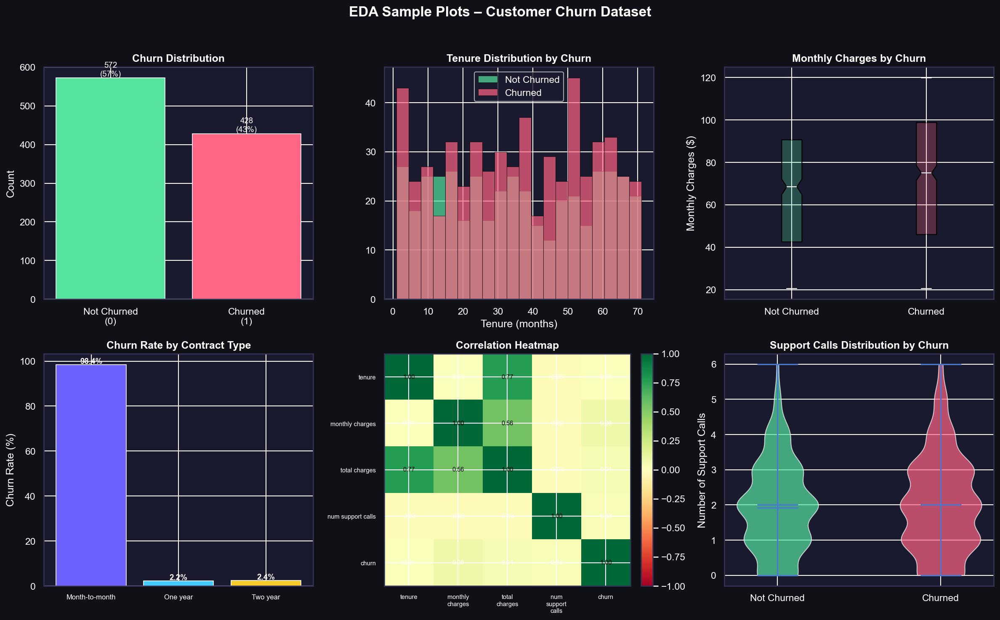 EDA Sample Plots – Customer Churn Dataset
Churn Distribution
600
500
400
300
200
100
0
Count
572
(57%)
428
(43%)
Not Churned
(0)
Churned
(1)
Tenure Distribution by Churn
Not Churned
Churned
40
30
20
10
0
0 10 20 30 40 50 60 70
Tenure (months)
Monthly Charges by Churn
120
100
80
60
40
20
Monthly Charges ($)
Not Churned
Churned
Churn Rate by Contract Type
100
80
60
40
20
0
Churn Rate (%)
98.4%
2.2%
2.4%
Month-to-month
One year
Two year
Correlation Heatmap
tenure
1.00 0.77
monthly charges
1.00 0.56
total charges
0.77 0.56 1.00
num support calls
1.00
churn
1.00
tenure
monthly
charges
total
charges
num
support
calls
churn
1.00
0.75
0.50
0.25
0.00
−0.25
−0.50
−0.75
−1.00
Support Calls Distribution by Churn
6
5
4
3
2
1
0
Number of Support Calls
Not Churned
Churned